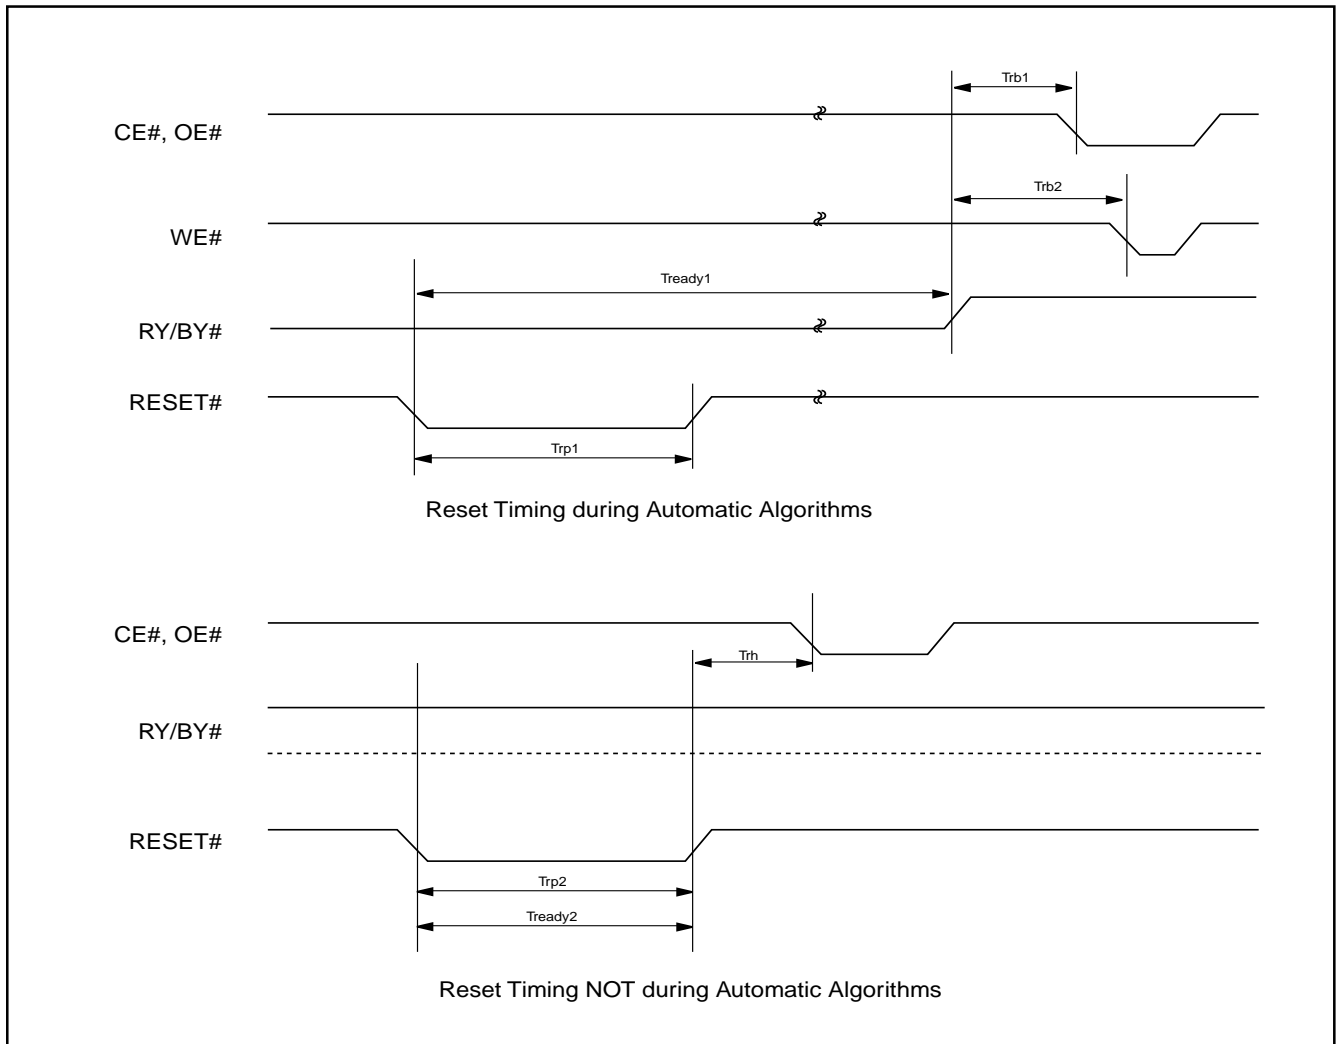 Trb1
CE#, OE#
Trb2
WE#
Tready1
RY/BY#
RESET#
Trp1
Reset Timing during Automatic Algorithms
CE#, OE#
Trh
RY/BY#
RESET#
Trp2
Tready2
Reset Timing NOT during Automatic Algorithms